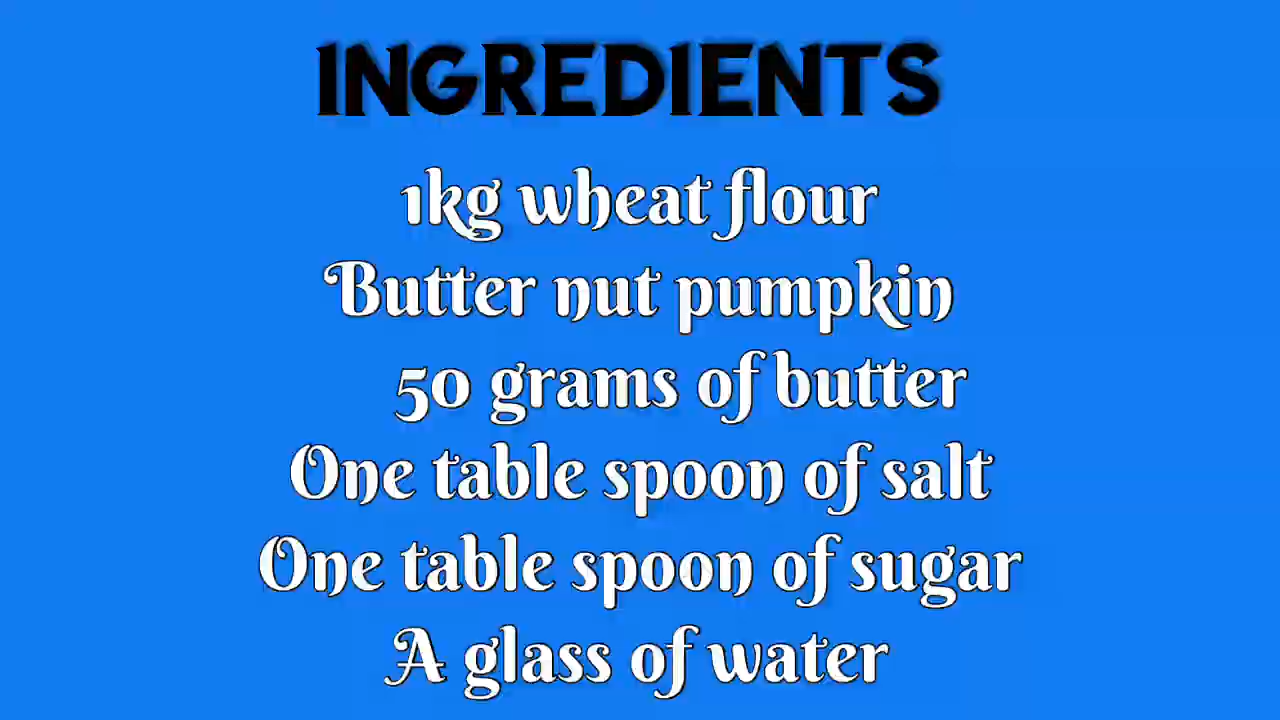 INGREDIENTS
1kg wheat flour
Butter nut pumpkin
50 grams of butter
One table spoon of salt
One table spoon of sugar
A glass of water